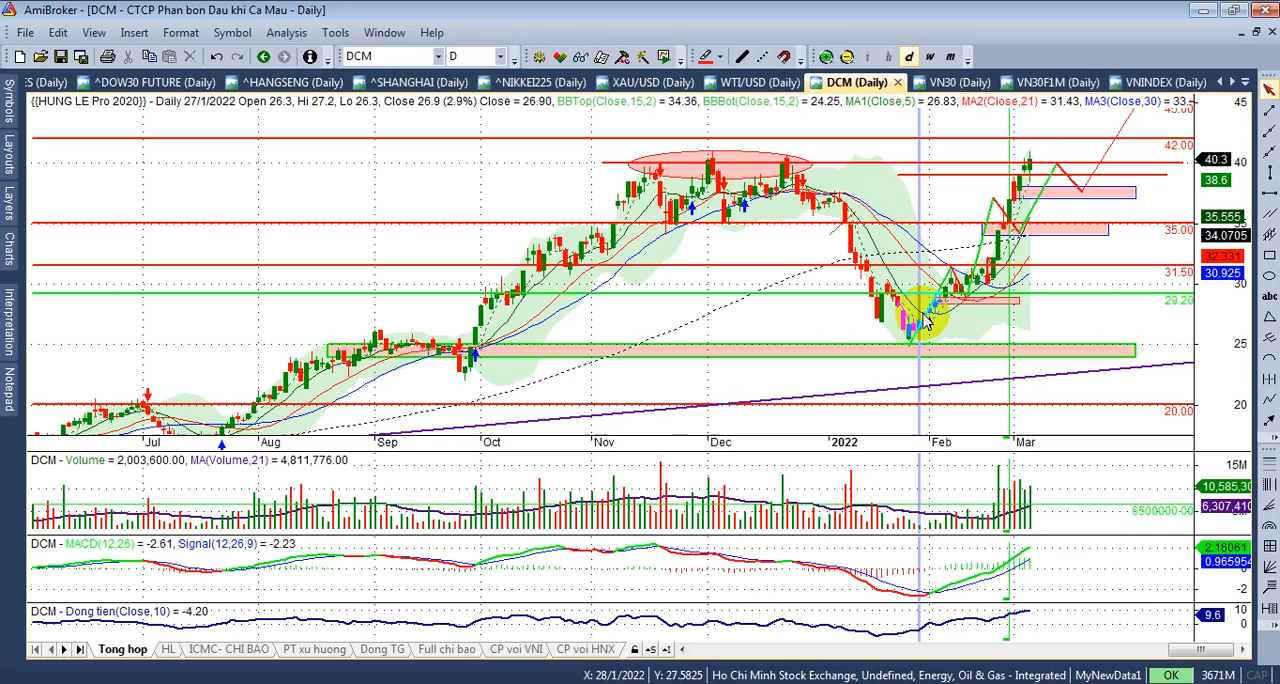 AmiBroker - [DCM - CTCP Phan bon Dau khi Ca Mau - Daily]
File Edit View Insert Format Tools Symbol Analysis Window Help
DCM D i h d w m
ES (Daily) ^DOW30 FUTURE (Daily) ^HANGSENG (Daily) ^SHANGHAI (Daily) ^NIKKEI225 (Daily) XAU/USD (Daily) WTI/USD (Daily) DCM (Daily) VN30 (Daily) VN30F1M (Daily) VNINDEX (Daily)
{{HUNG LE Pro 2020}} - Daily 27/1/2022 Open 26.3, Hi 27.2, Lo 26.3, Close 26.9 (2.9%) Close = 26.90, BBTop(Close,15,2) = 34.36, BBBot(Close,15,2) = 24.25, MA1(Close,5) = 26.83, MA2(Close,21) = 31.43, MA3(Close,30) = 33.
Symbols
Layouts
Layers
Charts
Interpretation
Notepad
45.00
45
42.00
40.3
40
38.6
35.555
35.00
34.0705
32.331
31.50
30.925
30
29.20
25
20.00
20
abc
Jul Aug Sep Oct Nov Dec 2022 Feb Mar
DCM - Volume = 2,003,600.00, MA(Volume,21) = 4,811,776.00
15M
10,585,30
6,307,410
6500000.00
DCM - MACD(12,26) = -2.61, Signal(12,26,9) = -2.23
2.16061
0.965954
-2
DCM - Dong tien(Close,10) = -4.20
10
9.6
0
Tong hop HL ICMC- CHI BAO PT xu huong Dong TG Full chi bao CP voi VNI CP voi HNX
X: 28/1/2022 Y: 27.5825 Ho Chi Minh Stock Exchange, Undefined, Energy, Oil & Gas - Integrated MyNewData1 OK 3671M CAP